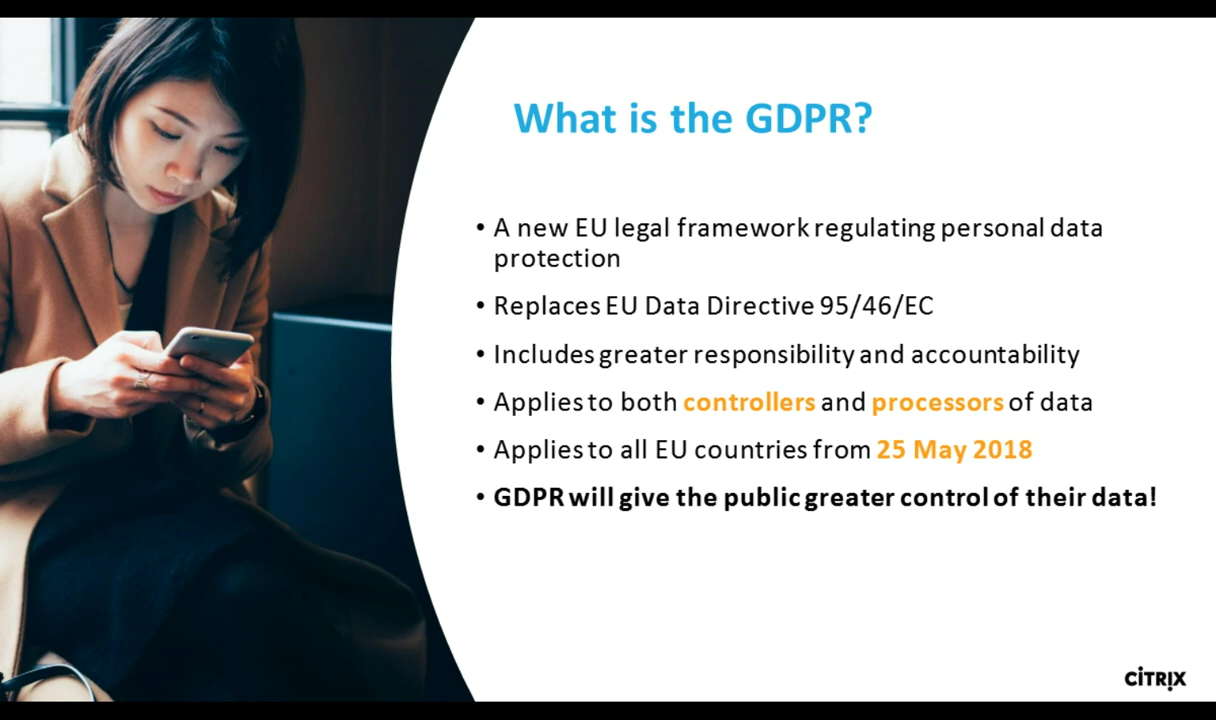 What is the GDPR?
• A new EU legal framework regulating personal data
protection
• Replaces EU Data Directive 95/46/EC
• Includes greater responsibility and accountability
• Applies to both controllers and processors of data
• Applies to all EU countries from 25 May 2018
• GDPR will give the public greater control of their data!
CİTRIX